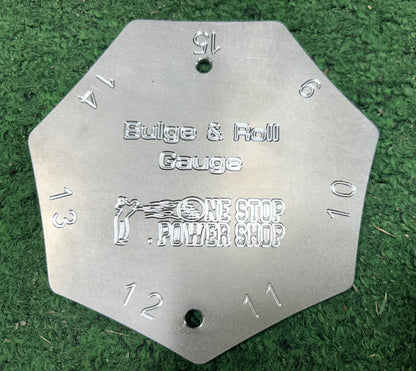 15
14
9
Bulge & Roll
Gauge
13
10
ONE STOP
POWER SHOP
12
11